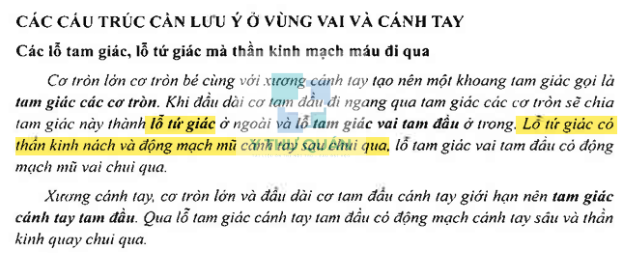 CÁC CẤU TRÚC CẦN LƯU Ý Ở VÙNG VAI VÀ CÁNH TAY
Các lỗ tam giác, lỗ tứ giác mà thần kinh mạch máu đi qua
Cơ tròn lớn cơ tròn bé cùng với xương cánh tay tạo nên một khoang tam giác gọi là
tam giác các cơ tròn. Khi đầu dài cơ tam đầu đi ngang qua tam giác các cơ tròn sẽ chia
tam giác này thành lỗ tứ giác ở ngoài và lỗ tam giác vai tam đầu ở trong. Lỗ tứ giác có
thần kinh nách và động mạch mũ cánh tay sau chui qua, lỗ tam giác vai tam đầu có động
mạch mũ vai chui qua.
Xương cánh tay, cơ tròn lớn và đầu dài cơ tam đầu cánh tay giới hạn nên tam giác
cánh tay tam đầu. Qua lỗ tam giác cánh tay tam đầu có động mạch cánh tay sâu và thần
kinh quay chui qua.